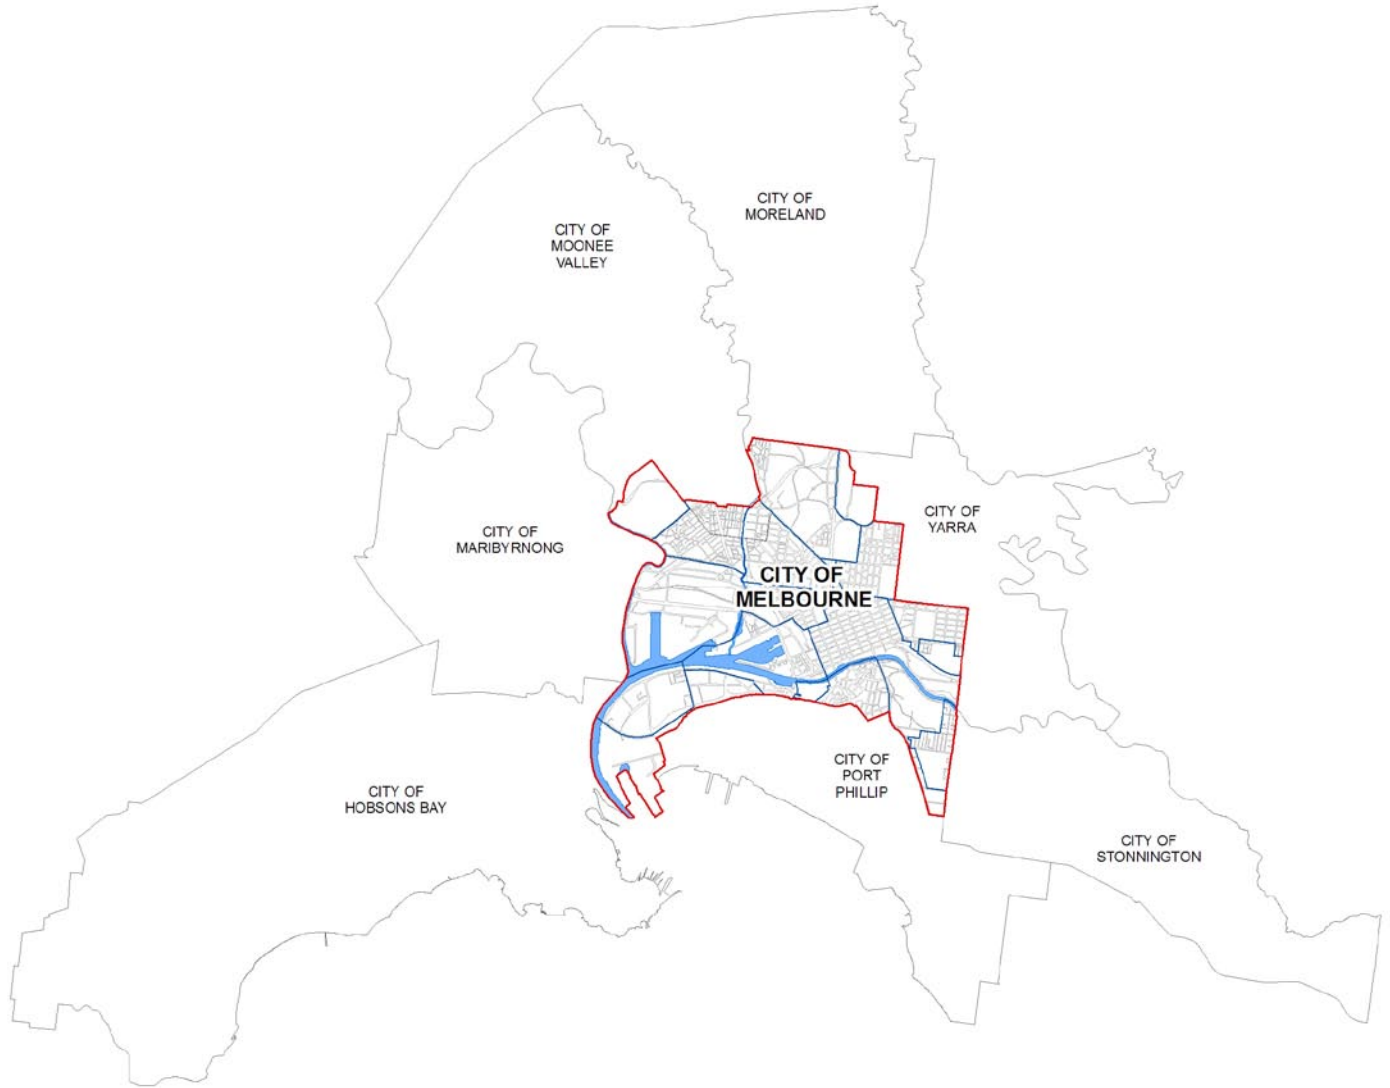 CITY OF
MORELAND
CITY OF
MOONEE
VALLEY
CITY OF
YARRA
CITY OF
MARIBYRNONG
CITY OF
MELBOURNE
CITY OF
PORT
PHILLIP
CITY OF
HOBSONS BAY
CITY OF
STONNINGTON